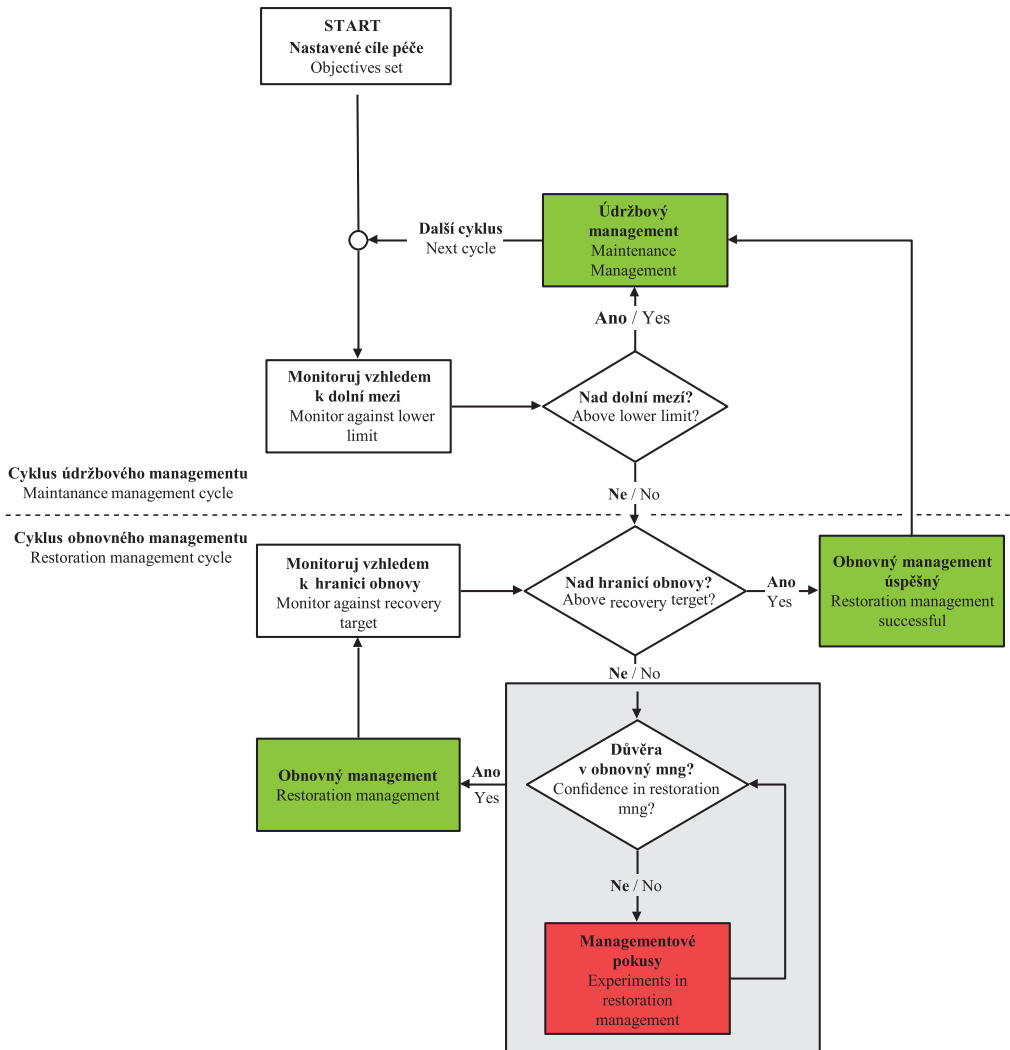 START
Nastavené cíle péče
Objectives set
Údržbový
management
Maintenance
Management
Další cyklus
Next cycle
Ano / Yes
Monitoruj vzhledem
k dolní mezi
Monitor against lower
limit
Nad dolní mezí?
Above lower limit?
Cyklus údržbového managementu
Maintanance management cycle
Ne / No
Cyklus obnovného managementu
Restoration management cycle
Monitoruj vzhledem
k hranici obnovy
Monitor against recovery
target
Nad hranicí obnovy?
Above recovery terget?
Ano
Yes
Obnovný management
úspěšný
Restoration management
successful
Ne / No
Důvěra
v obnovný mng?
Confidence in restoration
mng?
Ano
Yes
Obnovný management
Restoration management
Ne / No
Managementové
pokusy
Experiments in
restoration
management